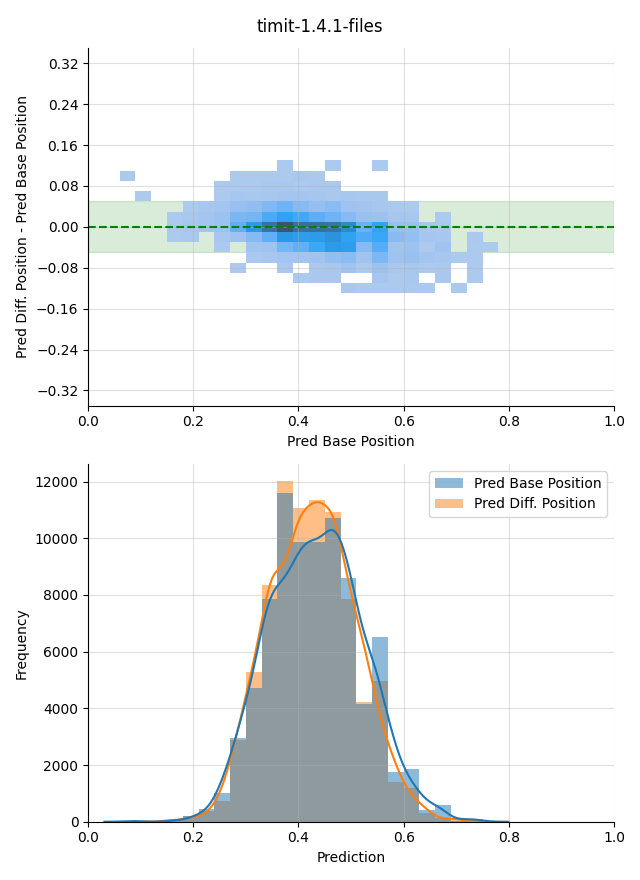 timit-1.4.1-files
Pred Diff. Position - Pred Base Position
0.32
0.24
0.16
0.08
0.00
−0.08
−0.16
−0.24
−0.32
0.0 0.2 0.4 0.6 0.8 1.0
Pred Base Position
Frequency
12000
10000
8000
6000
4000
2000
0
Pred Base Position
Pred Diff. Position
0.0 0.2 0.4 0.6 0.8 1.0
Prediction